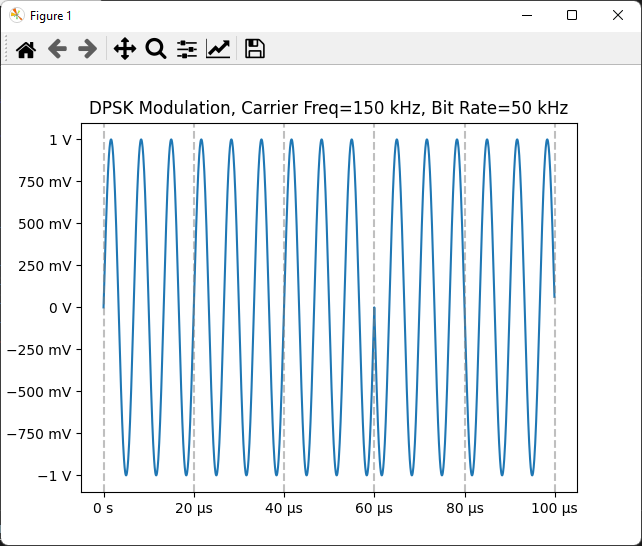 Figure 1
DPSK Modulation, Carrier Freq=150 kHz, Bit Rate=50 kHz
1 V
750 mV
500 mV
250 mV
0 V
−250 mV
−500 mV
−750 mV
−1 V
0 s 20 μs 40 μs 60 μs 80 μs 100 μs